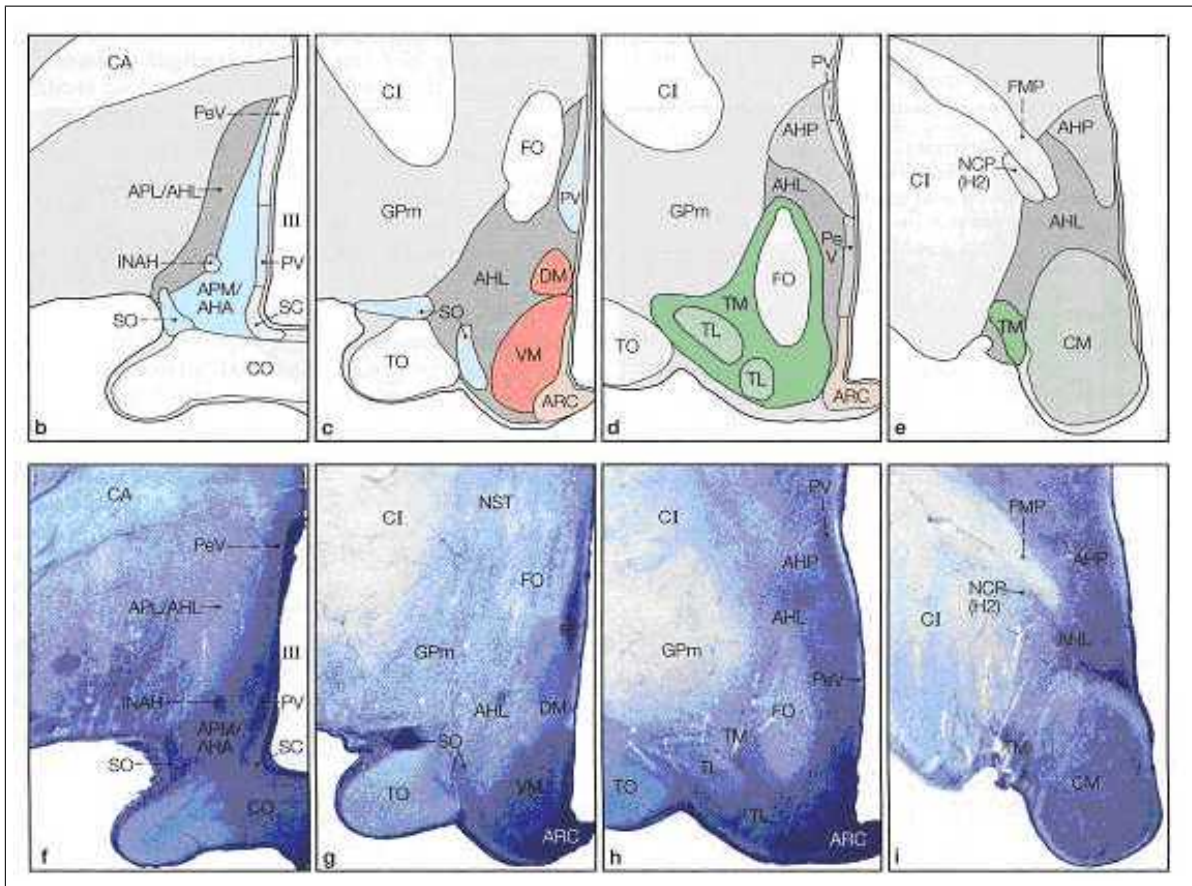 CA
PeV
APL/AHL
III
INAH
PV
APM/
AHA
SO
SC
CO
b
CI
FO
GPm
PV
AHL
DM
SO
TO
VM
ARC
c
PV
CI
AHP
AHL
GPm
Pe
V
FO
TM
TL
TO
TL
ARC
d
FMP
AHP
NCP
(H2)
CI
AHL
TM
CM
e
CA
PeV
APL/AHL
III
INAH
PV
APM/
AHA
SC
SO
CO
f
CI
NST
FO
GPm
AHL
DM
SO
TO
VM
ARC
g
PV
CI
AHP
AHL
GPm
PeV
FO
TM
TL
TO
TL
ARC
h
FMP
AHP
NCP
(H2)
CI
AHL
TM
CM
i